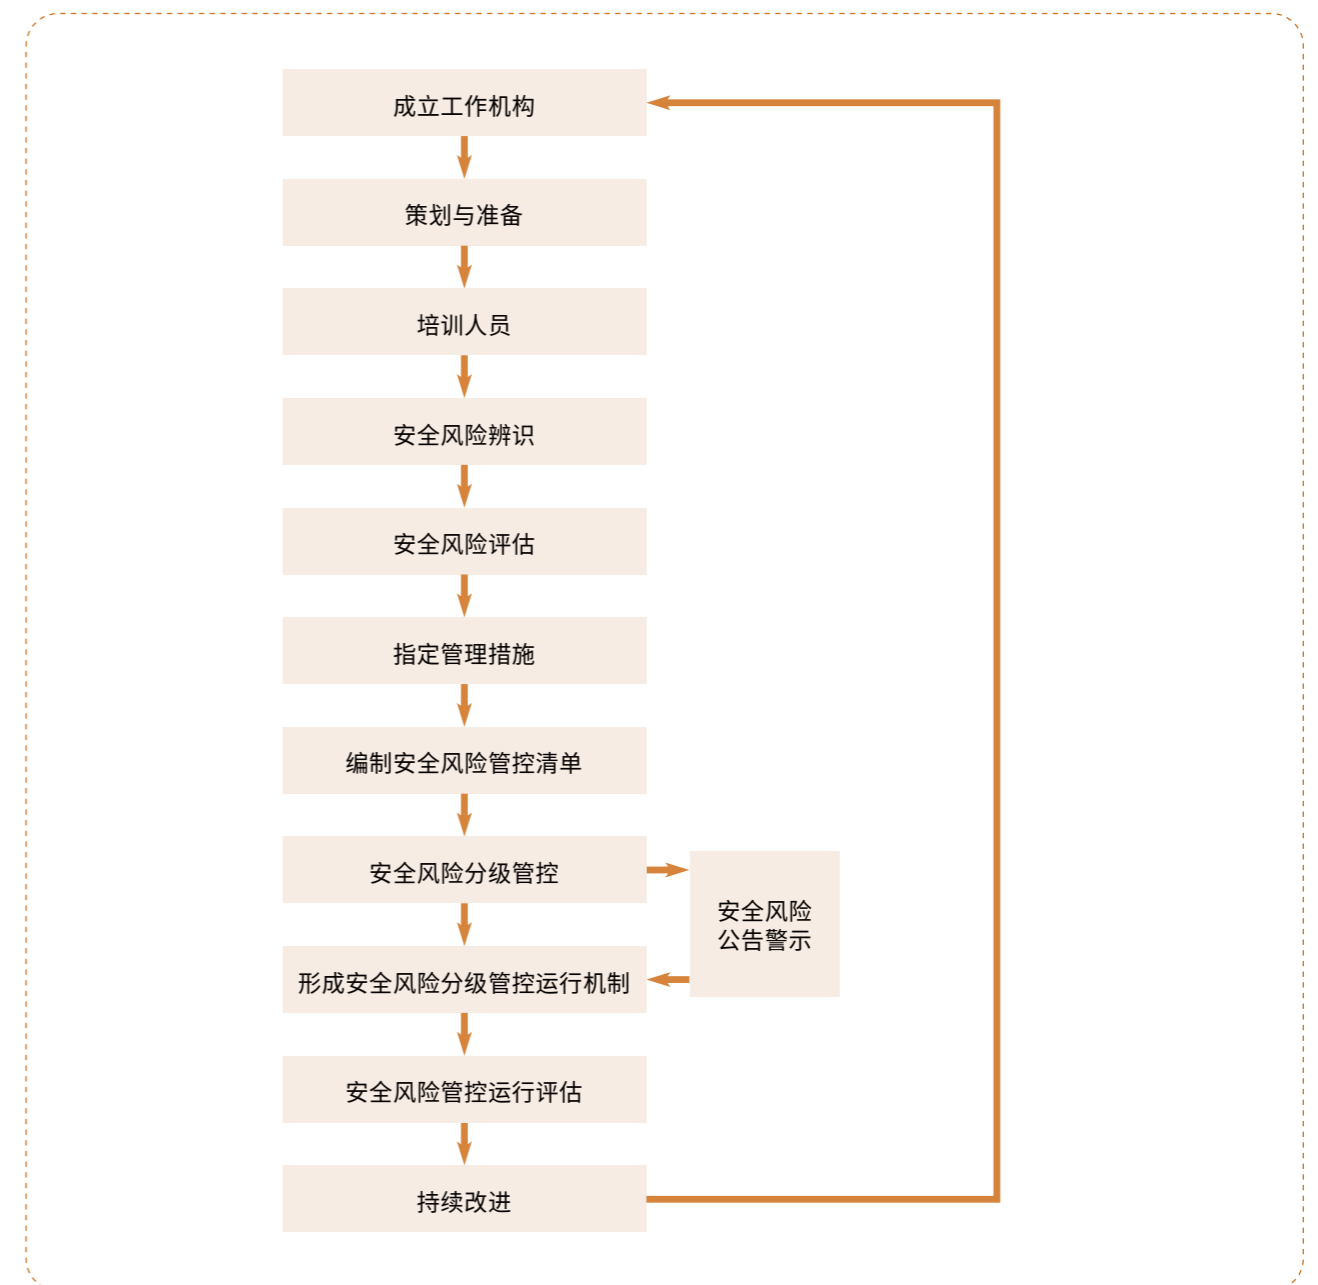 成立工作机构
策划与准备
培训人员
安全风险辨识
安全风险评估
指定管理措施
编制安全风险管控清单
安全风险分级管控
安全风险
公告警示
形成安全风险分级管控运行机制
安全风险管控运行评估
持续改进